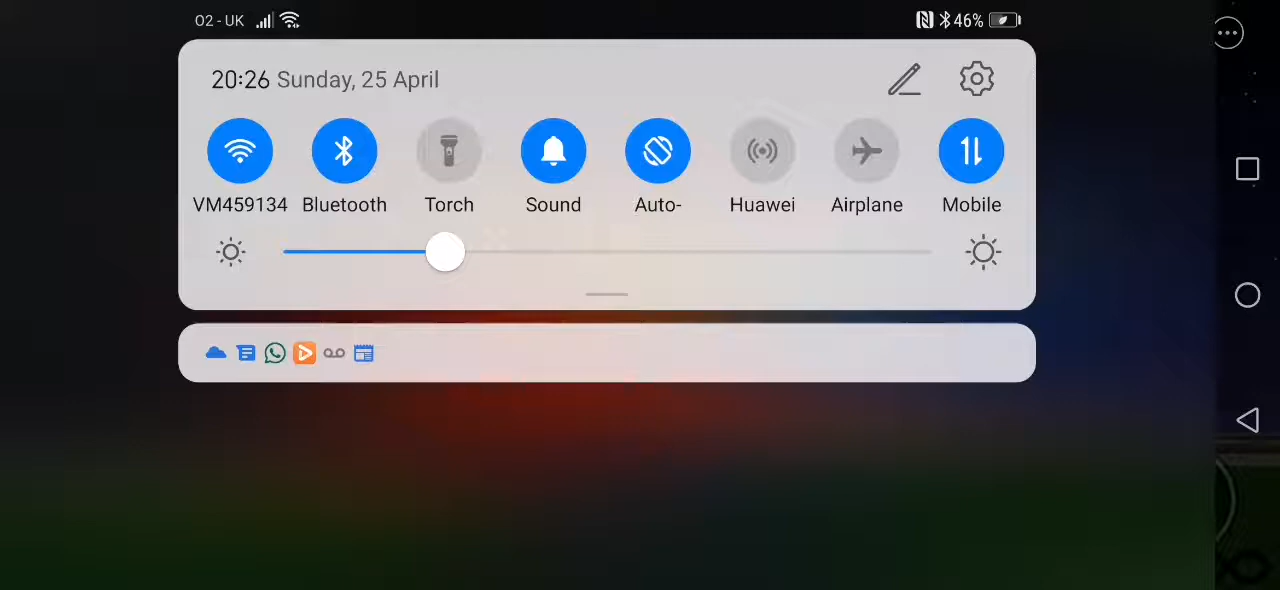 O2 - UK 46%
20:26 Sunday, 25 April
VM459134 Bluetooth Torch Sound Auto- Huawei Airplane Mobile